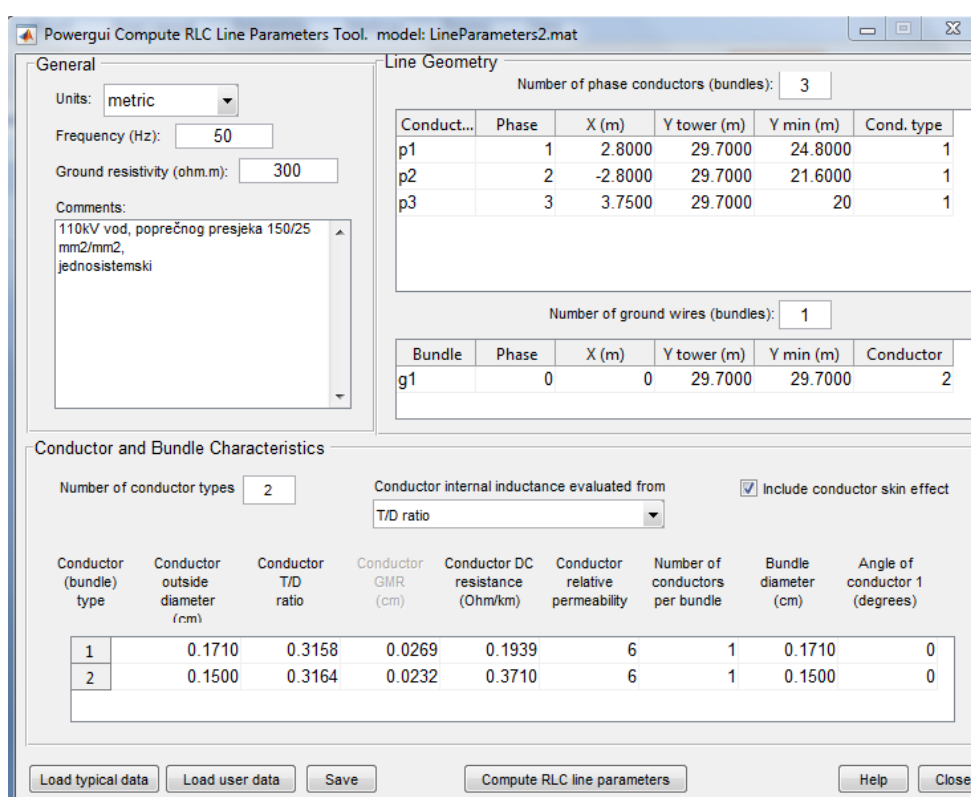 Powergui Compute RLC Line Parameters Tool. model: LineParameters2.mat
General
Units: metric
Frequency (Hz): 50
Ground resistivity (ohm.m): 300
Comments:
110kV vod, poprečnog presjeka 150/25
mm2/mm2,
jednosistemski
Line Geometry
Number of phase conductors (bundles): 3
Conduct... Phase X (m) Y tower (m) Y min (m) Cond. type
p1 1 2.8000 29.7000 24.8000 1
p2 2 -2.8000 29.7000 21.6000 1
p3 3 3.7500 29.7000 20 1
Number of ground wires (bundles): 1
Bundle Phase X (m) Y tower (m) Y min (m) Conductor
g1 0 0 29.7000 29.7000 2
Conductor and Bundle Characteristics
Number of conductor types 2
Conductor internal inductance evaluated from
T/D ratio
Include conductor skin effect
Conductor (bundle) type
Conductor outside diameter (cm)
Conductor T/D ratio
Conductor GMR (cm)
Conductor DC resistance (Ohm/km)
Conductor relative permeability
Number of conductors per bundle
Bundle diameter (cm)
Angle of conductor 1 (degrees)
1 0.1710 0.3158 0.0269 0.1939 6 1 0.1710 0
2 0.1500 0.3164 0.0232 0.3710 6 1 0.1500 0
Load typical data Load user data Save Compute RLC line parameters Help Close